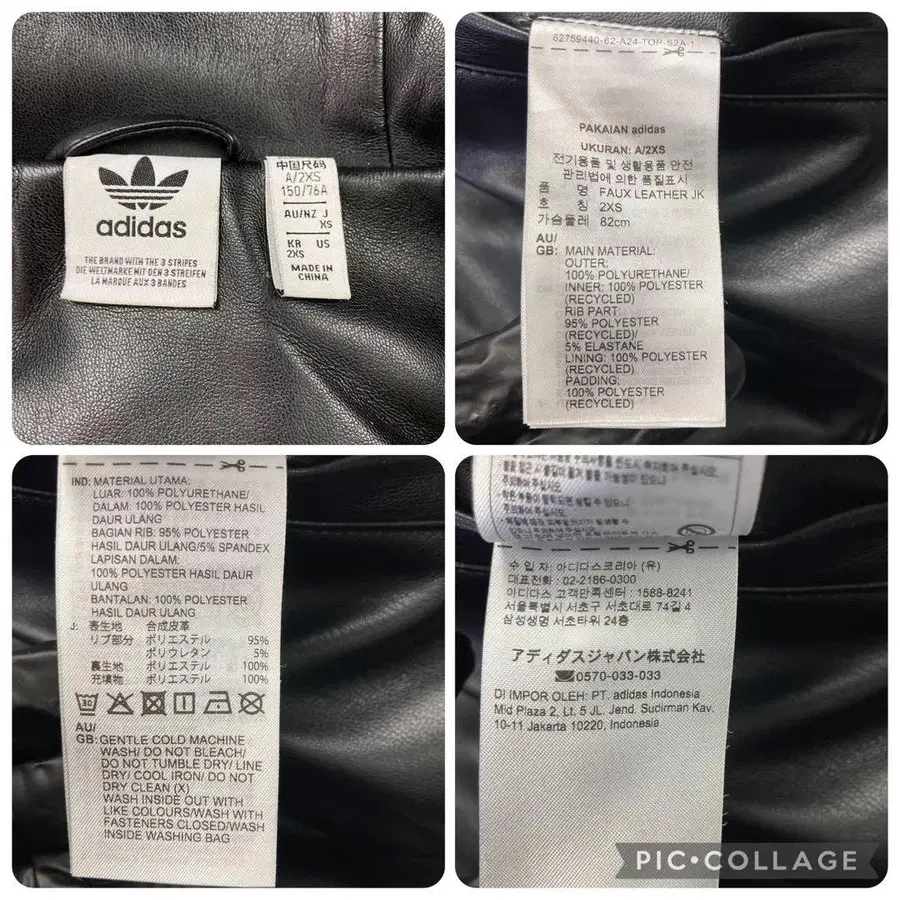 adidas
THE BRAND WITH THE 3 STRIPES
DIE WELTMARKE MIT DEN 3 STREIFEN
LA MARQUE AUX 3 BANDES
中国尺码
A/2XS
150/76A
AU/NZ J
XS
KR US
2XS
MADE IN
CHINA
62759440-62-A24-TOP-S2A-1
PAKAIAN adidas
UKURAN: A/2XS
전기용품 및 생활용품 안전
관리법에 의한 품질표시
품 명 FAUX LEATHER JK
호 칭 2XS
가슴둘레 82cm
AU/
GB: MAIN MATERIAL:
OUTER:
100% POLYURETHANE/
INNER: 100% POLYESTER
(RECYCLED)
RIB PART:
95% POLYESTER
(RECYCLED)/
5% ELASTANE
LINING: 100% POLYESTER
(RECYCLED)
PADDING:
100% POLYESTER
(RECYCLED)
IND: MATERIAL UTAMA:
LUAR: 100% POLYURETHANE/
DALAM: 100% POLYESTER HASIL
DAUR ULANG
BAGIAN RIB: 95% POLYESTER
HASIL DAUR ULANG/5% SPANDEX
LAPISAN DALAM:
100% POLYESTER HASIL DAUR
ULANG
BANTALAN: 100% POLYESTER
HASIL DAUR ULANG
J: 表生地 合成皮革
リブ部分 ポリエステル 95%
ポリウレタン 5%
裏生地 ポリエステル 100%
充填物 ポリエステル 100%
30
AU/
GB: GENTLE COLD MACHINE
WASH/ DO NOT BLEACH/
DO NOT TUMBLE DRY/ LINE
DRY/ COOL IRON/ DO NOT
DRY CLEAN (X)
WASH INSIDE OUT WITH
LIKE COLOURS/WASH WITH
FASTENERS CLOSED/WASH
INSIDE WASHING BAG
주의하여 주십시오
수 입 자: 아디다스코리아 (유)
대표전화 : 02-2186-0300
아디다스 고객만족센터 : 1588-8241
서울특별시 서초구 서초대로 74길 4
삼성생명 서초타워 24층
アディダスジャパン株式会社
0570-033-033
DI IMPOR OLEH: PT. adidas Indonesia
Mid Plaza 2, Lt. 5 JL. Jend. Sudirman Kav.
10-11 Jakarta 10220, Indonesia
PIC•COLLAGE